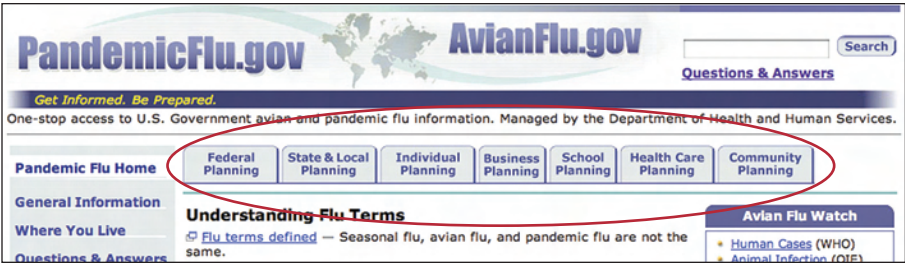 PandemicFlu.gov
AvianFlu.gov
Search
Questions & Answers
Get Informed. Be Prepared.
One-stop access to U.S. Government avian and pandemic flu information. Managed by the Department of Health and Human Services.
Pandemic Flu Home
General Information
Where You Live
Questions & Answers
Federal Planning
State & Local Planning
Individual Planning
Business Planning
School Planning
Health Care Planning
Community Planning
Understanding Flu Terms
Flu terms defined — Seasonal flu, avian flu, and pandemic flu are not the
same.
Avian Flu Watch
Human Cases (WHO)
Animal Infection (OIE)